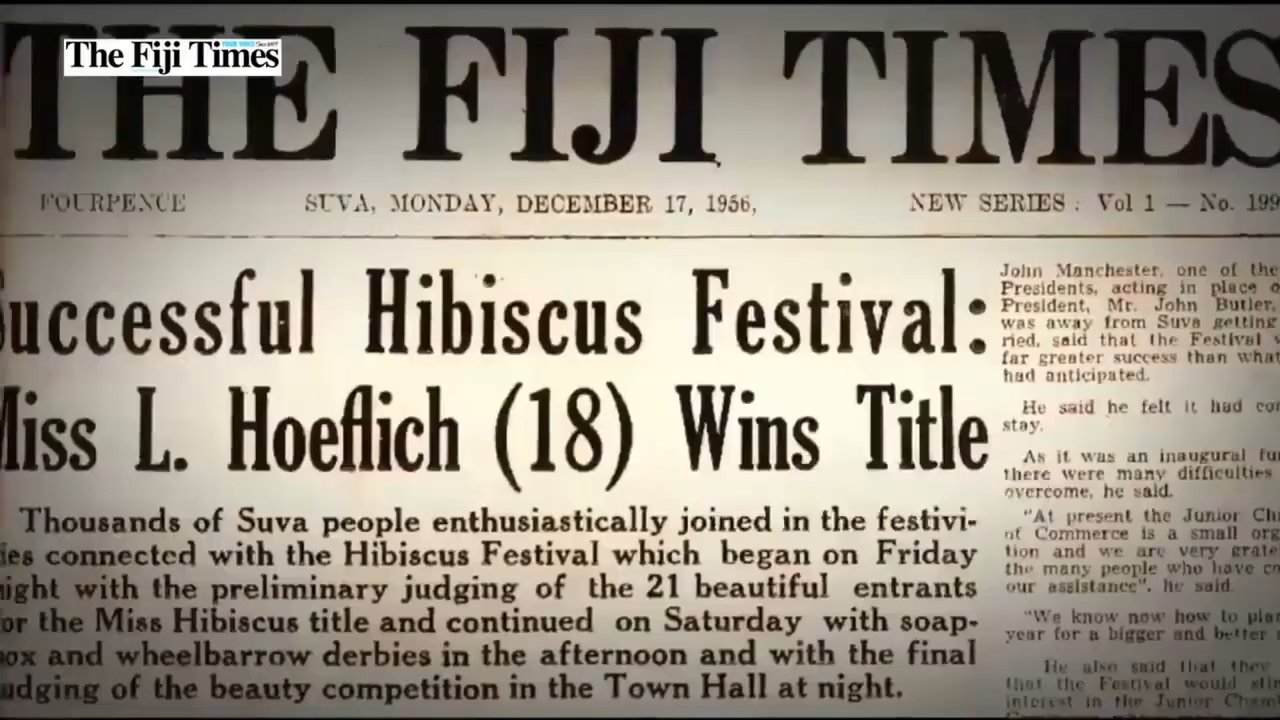 The Fiji Times
THE FIJI TIMES
FOURPENCE SUVA, MONDAY, DECEMBER 17, 1956, NEW SERIES : Vol 1 — No. 199
uccessful Hibiscus Festival:
Miss L. Hoeflich (18) Wins Title
Thousands of Suva people enthusiastically joined in the festivi-
ies connected with the Hibiscus Festival which began on Friday
ight with the preliminary judging of the 21 beautiful entrants
or the Miss Hibiscus title and continued on Saturday with soap-
ox and wheelbarrow derbies in the afternoon and with the final
udging of the beauty competition in the Town Hall at night.
John Manchester, one of the
Presidents, acting in place o
President, Mr. John Butler,
was away from Suva getting
ried, said that the Festival
far greater success than what
had anticipated.
He said he felt it had co
stay.
As it was an inaugural fu
there were many difficulties
overcome, he said.
"At present the Junior Ch
of Commerce is a small org
tion and we are very grate
the many people who have co
our assistance", he said.
"We know now how to pla
year for a bigger and better
He also said that they
that the Festival would sti
interest in the Junior Cham